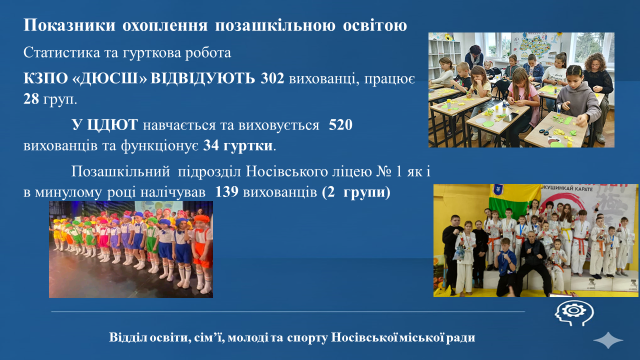 Показники охоплення позашкільною освітою
Статистика та гурткова робота
КЗПО «ДЮСШ» ВІДВІДУЮТЬ 302 вихованці, працює
28 груп.
У ЦДЮТ навчається та виховується 520
вихованців та функціонує 34 гуртки.
Позашкільний підрозділ Носівського ліцею № 1 як і
в минулому році налічував 139 вихованців (2 групи)
Відділ освіти, сім’ї, молоді та спорту Носівської міської ради